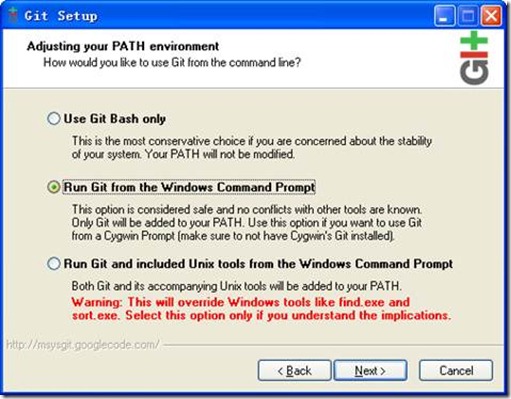 Git Setup
Adjusting your PATH environment
How would you like to use Git from the command line?
GIT
Use Git Bash only
This is the most conservative choice if you are concerned about the stability
of your system. Your PATH will not be modified.
Run Git from the Windows Command Prompt
This option is considered safe and no conflicts with other tools are known.
Only Git will be added to your PATH. Use this option if you want to use Git
from a Cygwin Prompt (make sure to not have Cygwin's Git installed).
Run Git and included Unix tools from the Windows Command Prompt
Both Git and its accompanying Unix tools will be added to your PATH.
Warning: This will override Windows tools like find.exe and
sort.exe. Select this option only if you understand the implications.
http://msysgit.googlecode.com/
< Back Next > Cancel